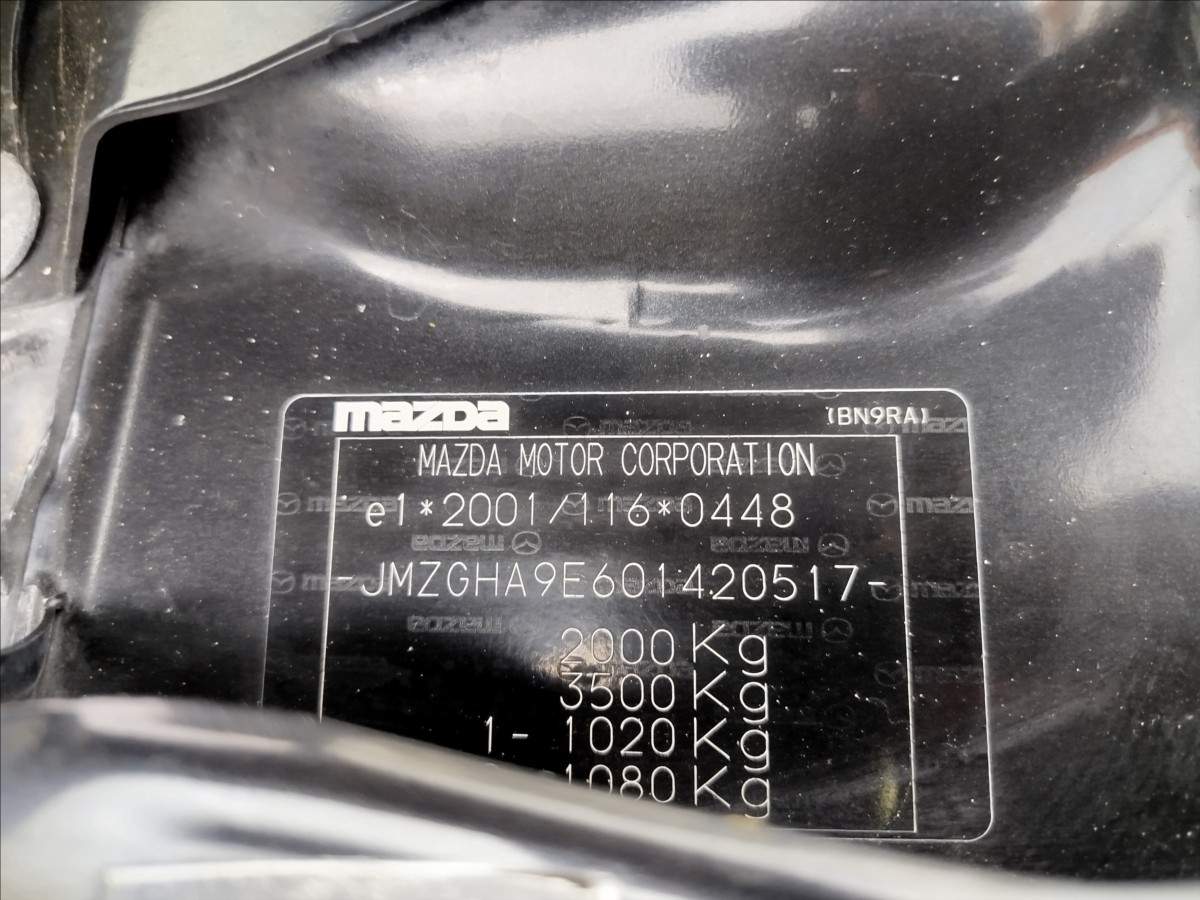 mazda (BN9RA)
MAZDA MOTOR CORPORATION
e1*2001/116*0448
JMZGHA9E601420517-
2000 Kg
3500 Kg
1- 1020 Kg
1080 Kg